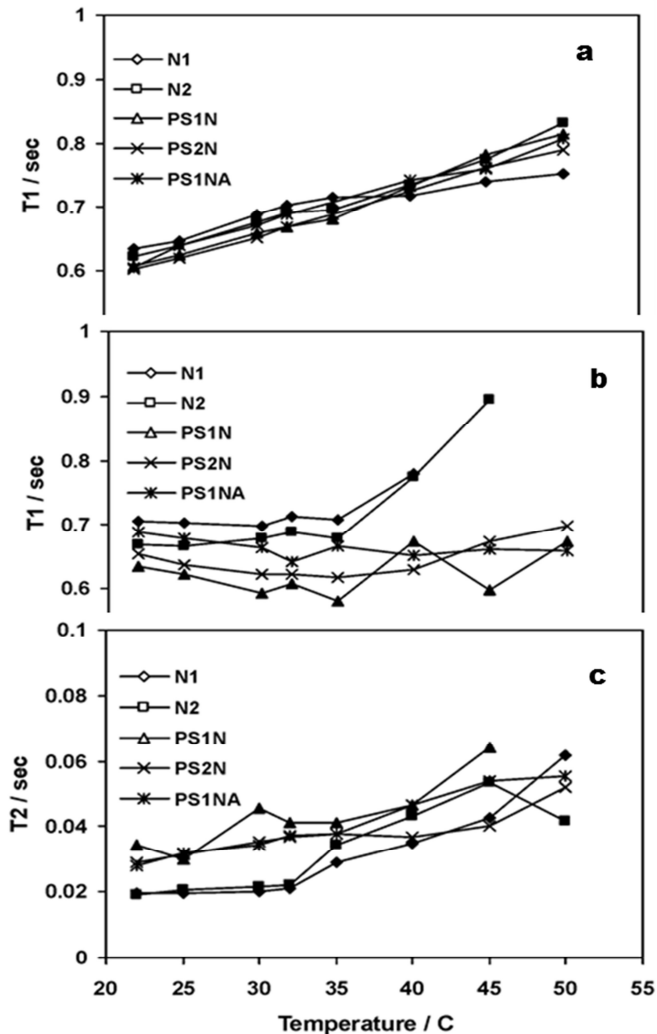 1
a
0.9
N1
N2
0.8
PS1N
PS2N
0.7
PS1NA
0.6
T1 / sec
1
b
0.9
N1
N2
0.8
PS1N
PS2N
0.7
PS1NA
0.6
T1 / sec
0.1
c
N1
0.08
N2
PS1N
0.06
PS2N
PS1NA
0.04
0.02
0
T2 / sec
20 25 30 35 40 45 50 55
Temperature / C